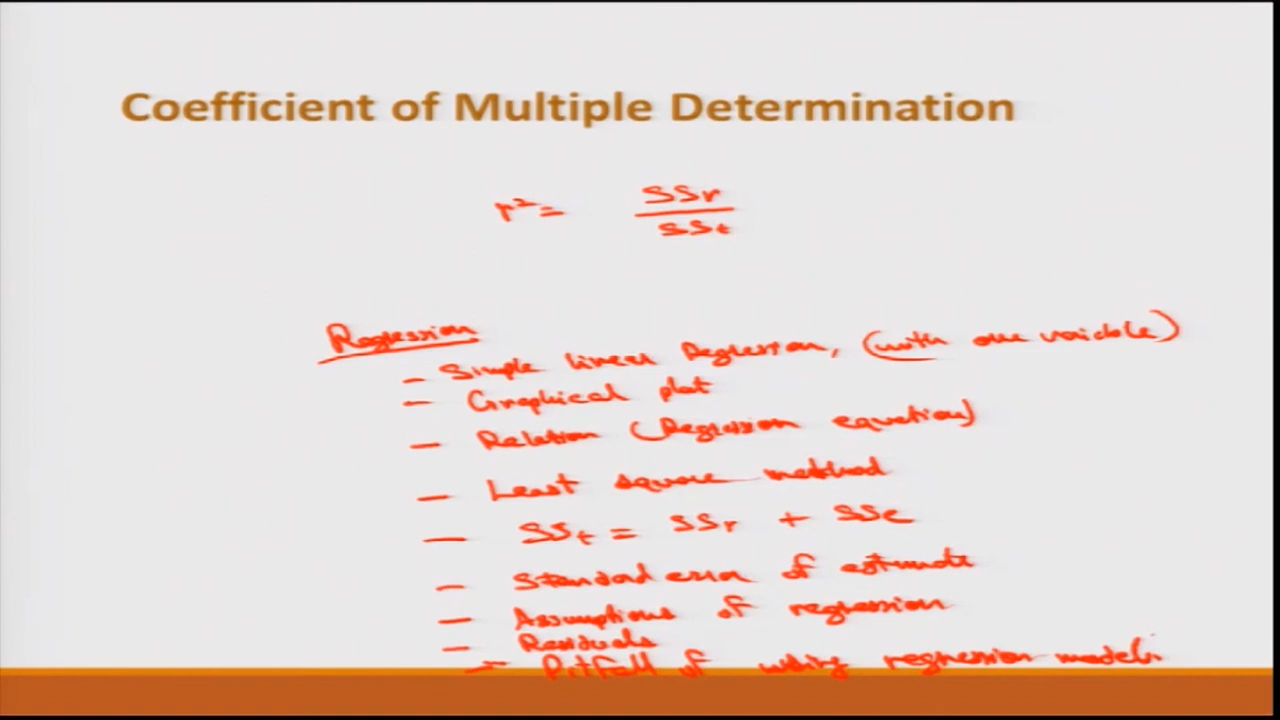 Coefficient of Multiple Determination
r² = SSr / SSt
Regression
- Simple linear Regression, (with one variable)
- Graphical plot
- Relation (Regression equation)
- Least square method
- SSt = SSr + SSe
- Standard error of estimate
- Assumptions of regression
- Residuals
- Pitfall of using regression models